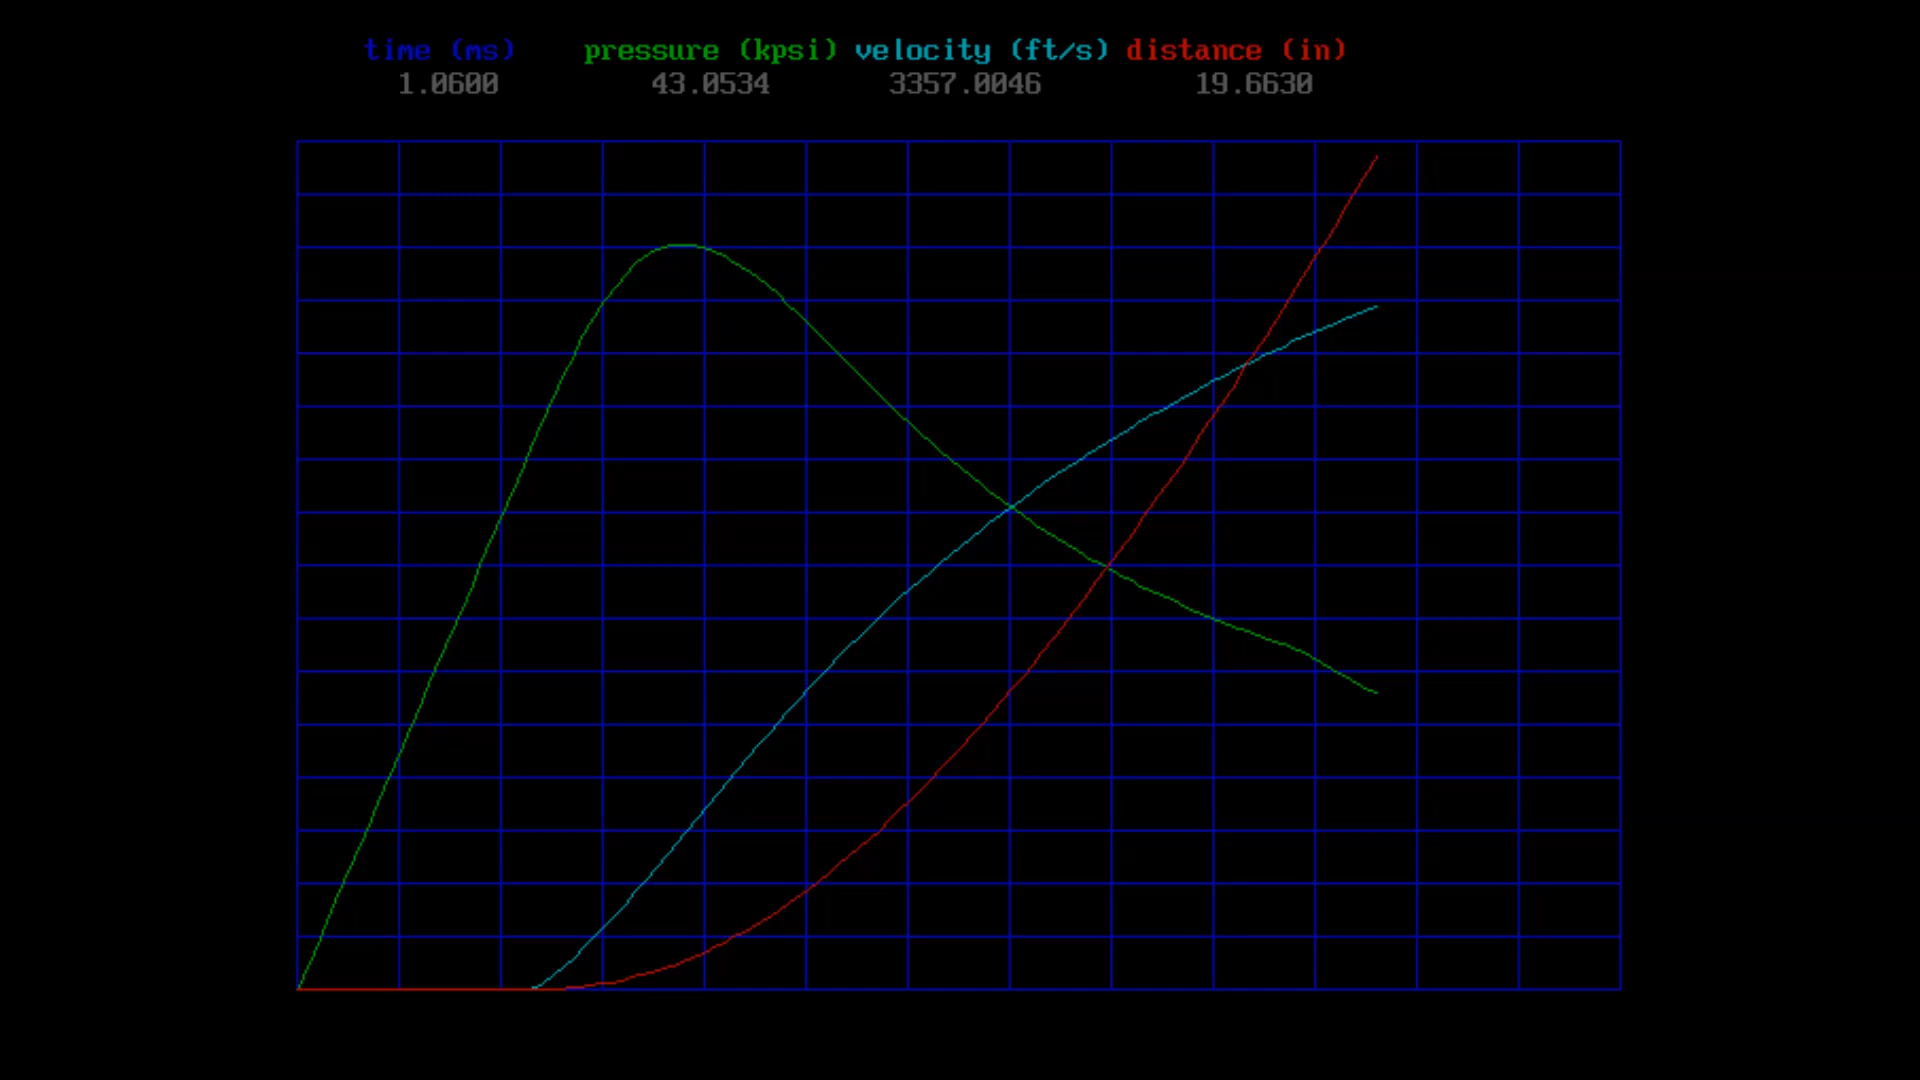 time (ms) pressure (kpsi) velocity (ft/s) distance (in)
1.0600 43.0534 3357.0046 19.6630